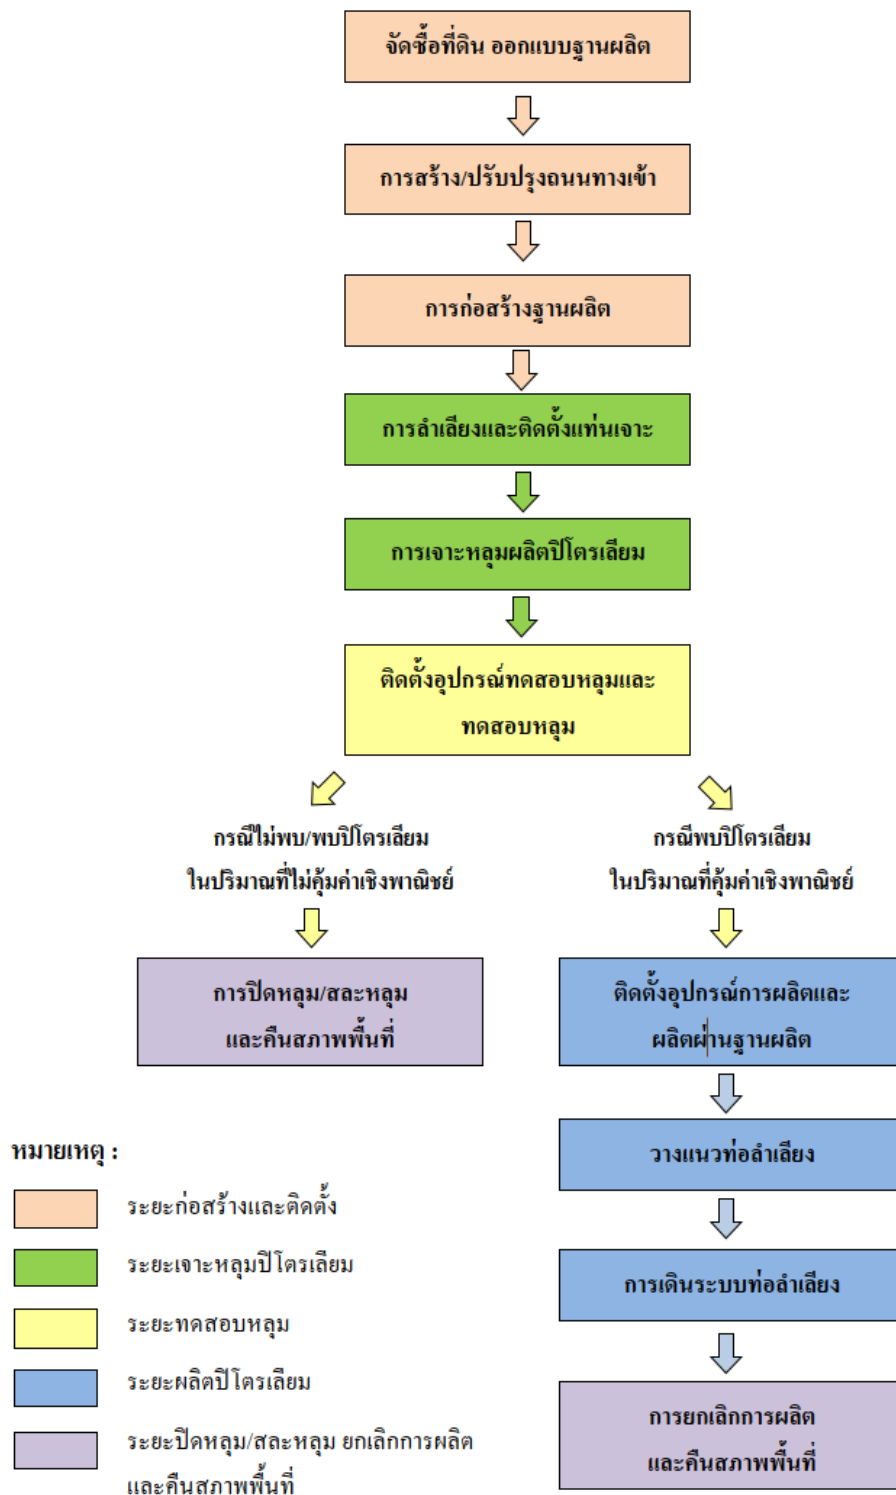 จัดซื้อที่ดิน ออกแบบฐานผลิต
การสร้าง/ปรับปรุงถนนทางเข้า
การก่อสร้างฐานผลิต
การลำเลียงและติดตั้งแท่นเจาะ
การเจาะหลุมผลิตปิโตรเลียม
ติดตั้งอุปกรณ์ทดสอบหลุมและ
ทดสอบหลุม
กรณีไม่พบ/พบปิโตรเลียม
ในปริมาณที่ไม่คุ้มค่าเชิงพาณิชย์
กรณีพบปิโตรเลียม
ในปริมาณที่คุ้มค่าเชิงพาณิชย์
การปิดหลุม/สละหลุม
และคืนสภาพพื้นที่
ติดตั้งอุปกรณ์การผลิตและ
ผลิตผ่านฐานผลิต
วางแนวท่อลำเลียง
การเดินระบบท่อลำเลียง
การยกเลิกการผลิต
และคืนสภาพพื้นที่
หมายเหตุ :
ระยะก่อสร้างและติดตั้ง
ระยะเจาะหลุมปิโตรเลียม
ระยะทดสอบหลุม
ระยะผลิตปิโตรเลียม
ระยะปิดหลุม/สละหลุม ยกเลิกการผลิต
และคืนสภาพพื้นที่